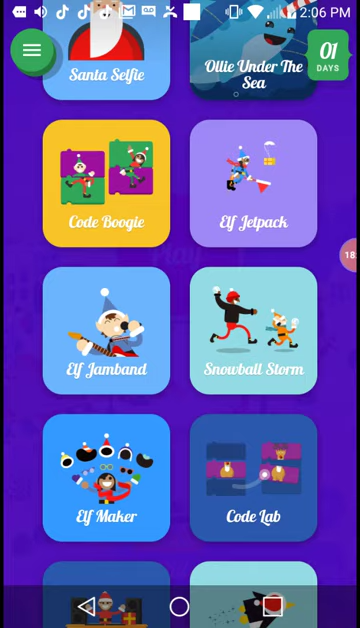 2:06 PM
Santa Selfie
Ollie Under The
Sea
01
DAYS
Code Boogie
Elf Jetpack
18
Elf Jamband
Snowball Storm
Elf Maker
Code Lab